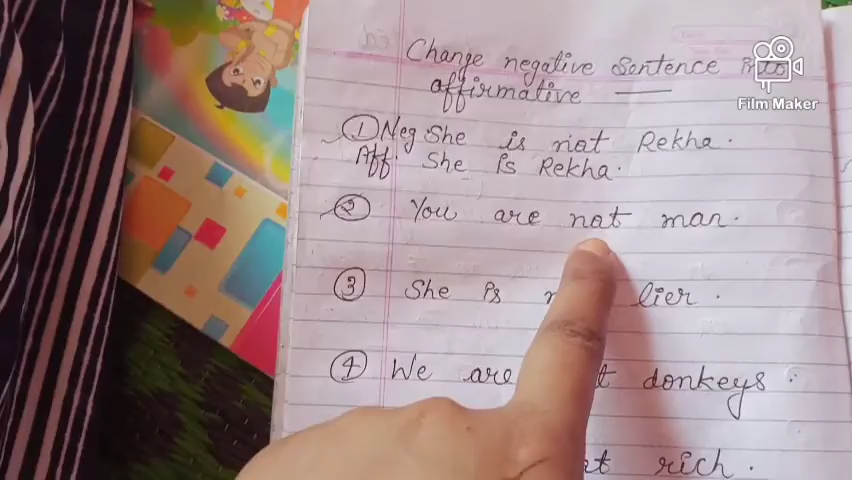 Change negative sentence into
affirmative
① Neg. She is not Rekha.
Aff. She is Rekha.
② You are not man.
③ She is lier.
④ We are donkeys.
rich.
Film Maker